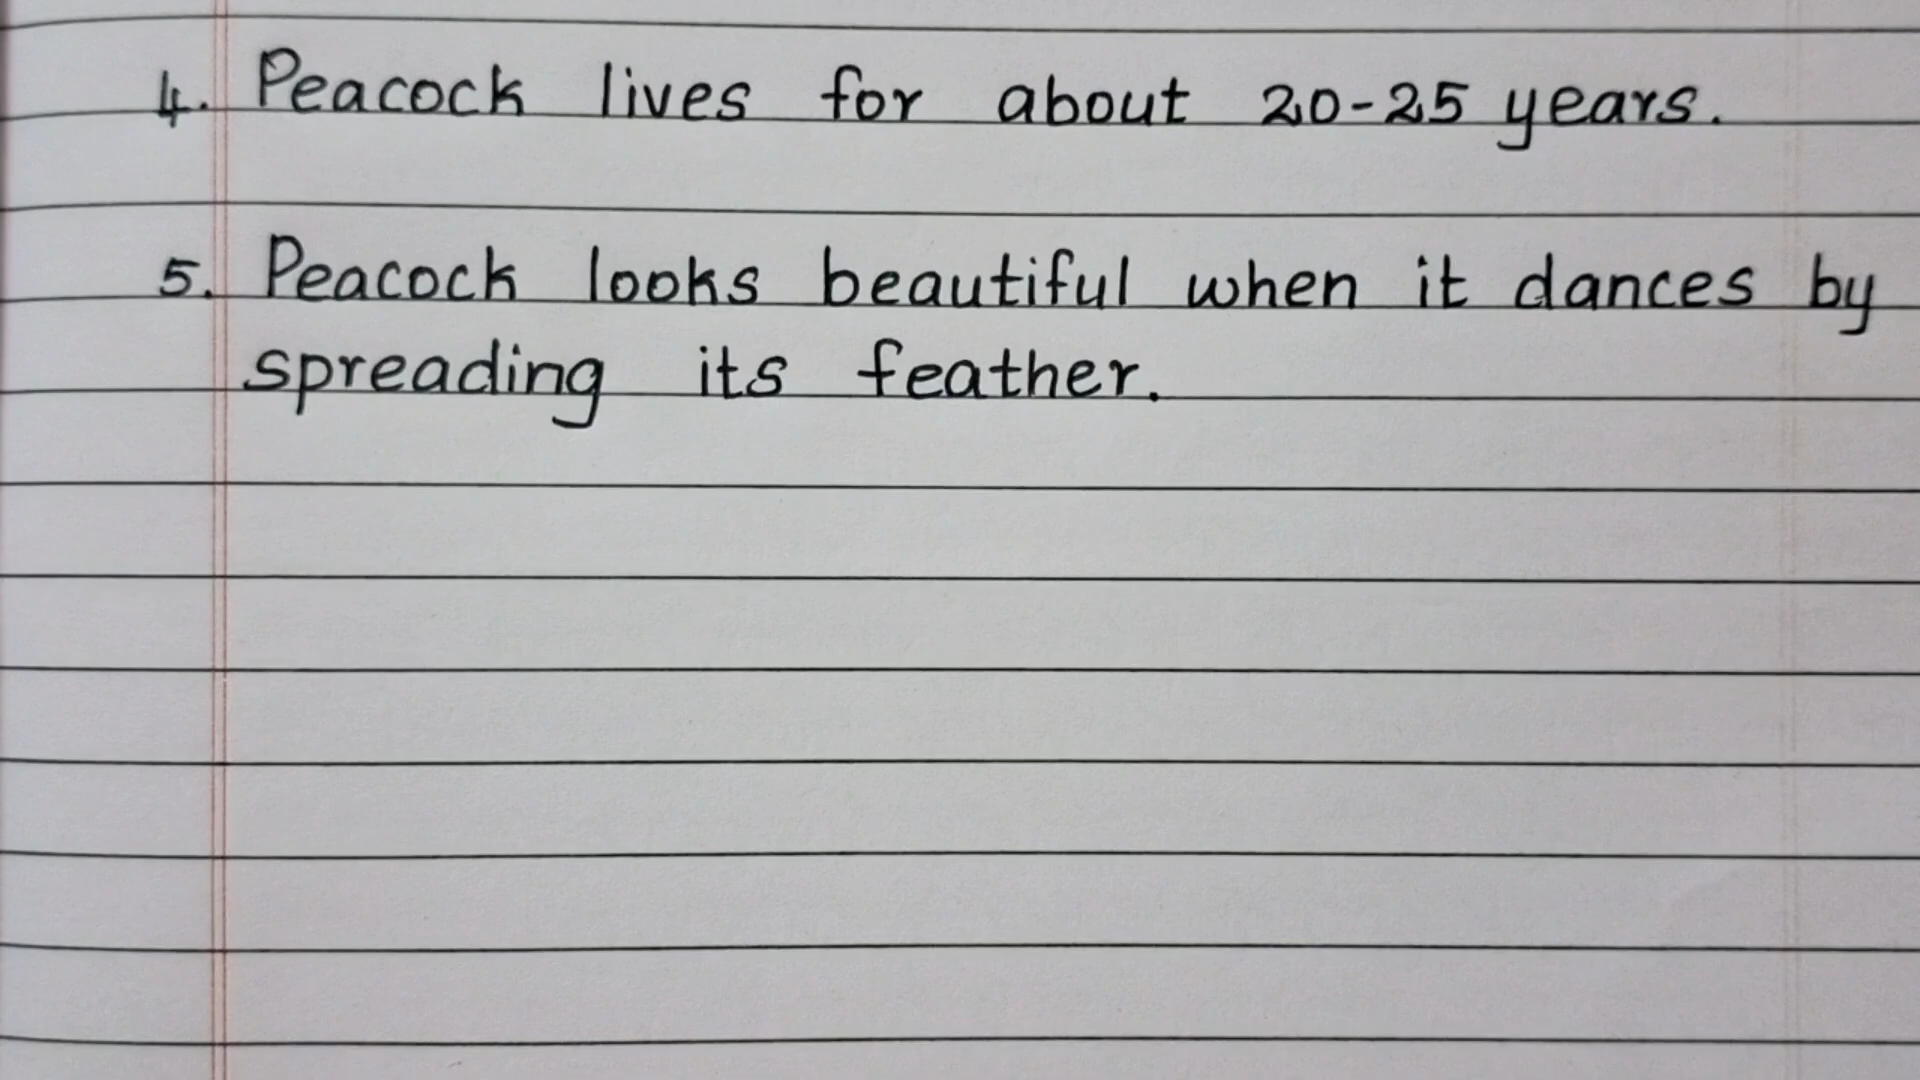 4. Peacock lives for about 20-25 years.
5. Peacock looks beautiful when it dances by
spreading its feather.